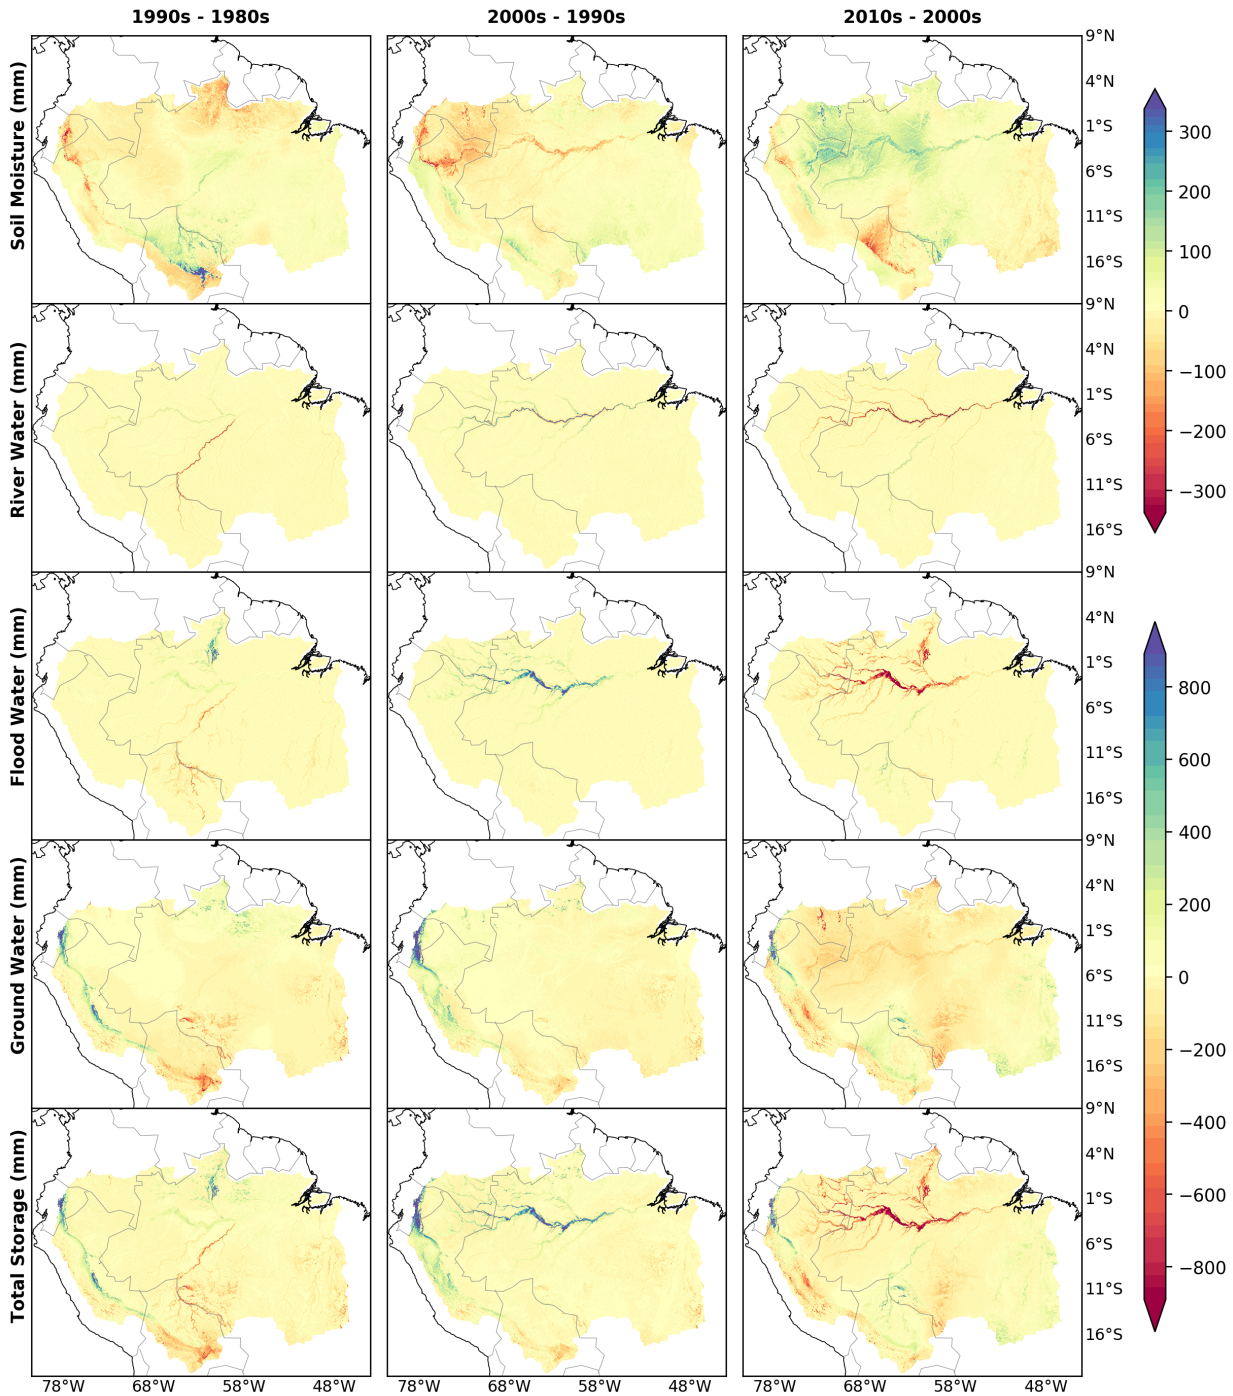 1990s - 1980s 2000s - 1990s 2010s - 2000s
Soil Moisture (mm)
9°N
4°N
1°S
6°S
11°S
16°S
300
200
100
0
−100
−200
−300
River Water (mm)
9°N
4°N
1°S
6°S
11°S
16°S
Flood Water (mm)
9°N
4°N
1°S
6°S
11°S
16°S
800
600
400
200
0
−200
−400
−600
−800
Ground Water (mm)
9°N
4°N
1°S
6°S
11°S
16°S
Total Storage (mm)
9°N
4°N
1°S
6°S
11°S
16°S
78°W 68°W 58°W 48°W 78°W 68°W 58°W 48°W 78°W 68°W 58°W 48°W